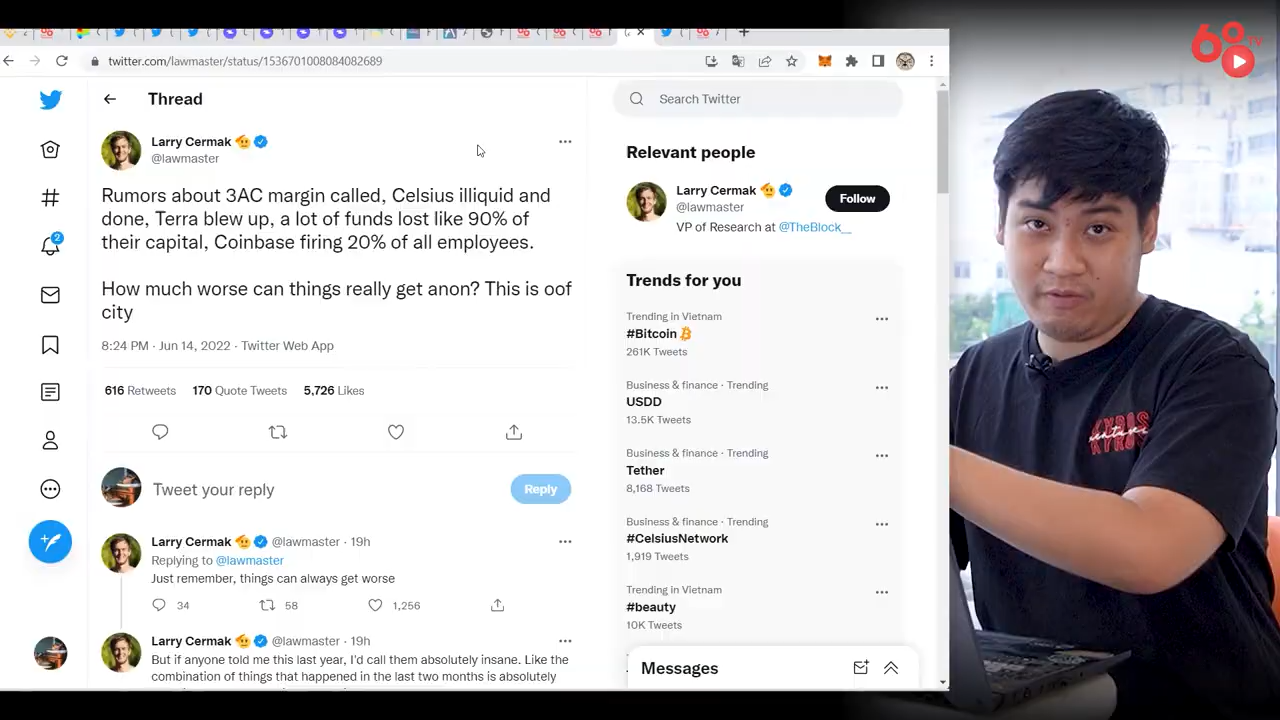 twitter.com/lawmaster/status/1536701008084082689
Thread
Search Twitter
Larry Cermak
@lawmaster
Rumors about 3AC margin called, Celsius illiquid and
done, Terra blew up, a lot of funds lost like 90% of
their capital, Coinbase firing 20% of all employees.
How much worse can things really get anon? This is oof
city
8:24 PM · Jun 14, 2022 · Twitter Web App
616 Retweets 170 Quote Tweets 5,726 Likes
Tweet your reply
Reply
Larry Cermak @lawmaster · 19h
Replying to @lawmaster
Just remember, things can always get worse
34 58 1,256
Larry Cermak @lawmaster · 19h
But if anyone told me this last year, I'd call them absolutely insane. Like the
combination of things that happened in the last two months is absolutely
2
Relevant people
Larry Cermak
@lawmaster
Follow
VP of Research at @TheBlock__
Trends for you
Trending in Vietnam
#Bitcoin
261K Tweets
Business & finance · Trending
USDD
13.5K Tweets
Business & finance · Trending
Tether
8,168 Tweets
Business & finance · Trending
#CelsiusNetwork
1,919 Tweets
Trending in Vietnam
#beauty
10K Tweets
Messages
TV
KYROS
ventures
KYROS